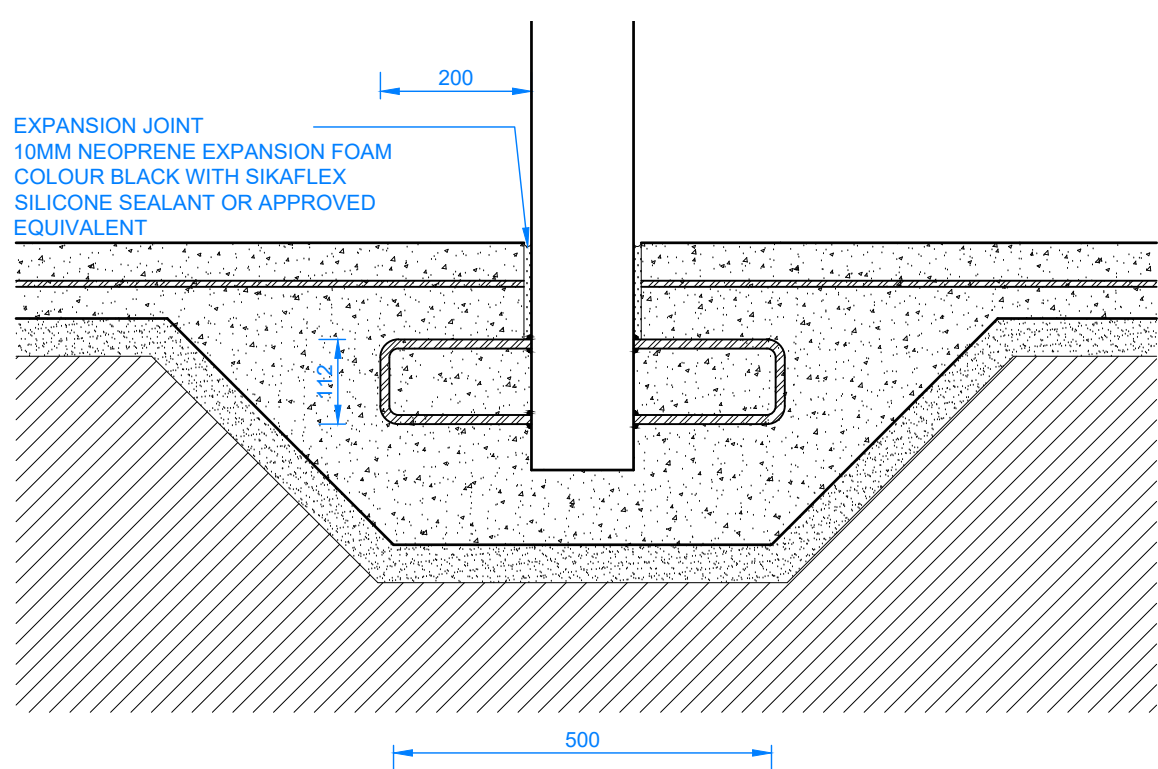 200
EXPANSION JOINT
10MM NEOPRENE EXPANSION FOAM
COLOUR BLACK WITH SIKAFLEX
SILICONE SEALANT OR APPROVED
EQUIVALENT
112
500